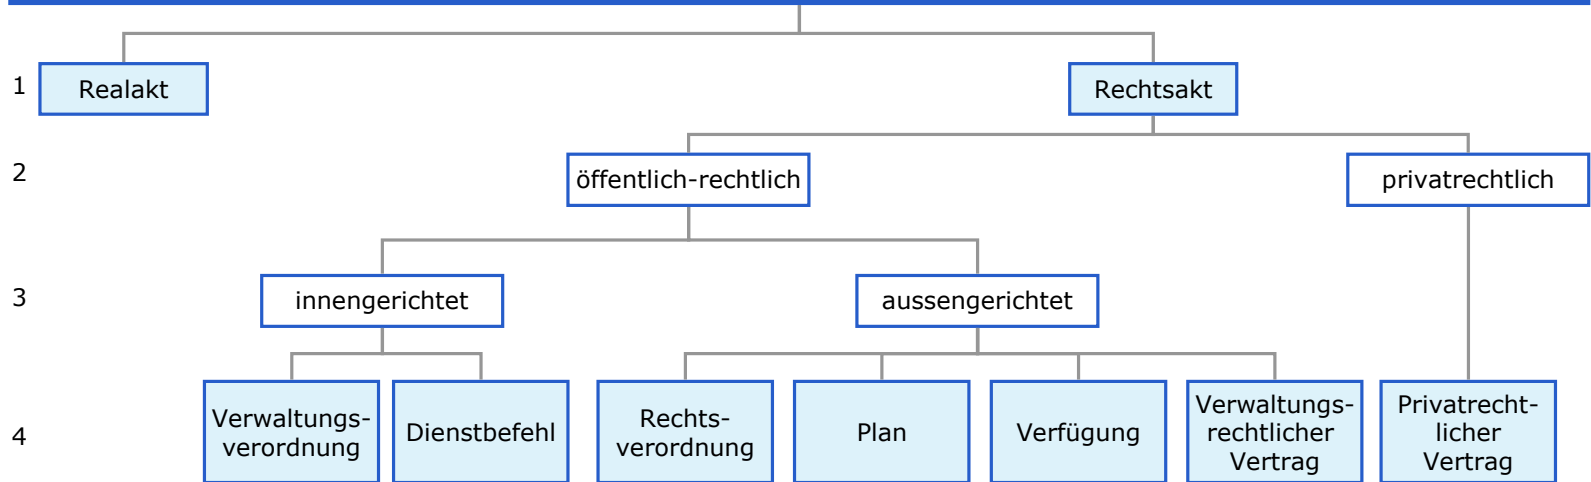 1
Realakt
Rechtsakt
2
öffentlich-rechtlich
privatrechtlich
3
innengerichtet
aussengerichtet
4
Verwaltungs-
verordnung
Dienstbefehl
Rechts-
verordnung
Plan
Verfügung
Verwaltungs-
rechtlicher
Vertrag
Privatrecht-
licher
Vertrag